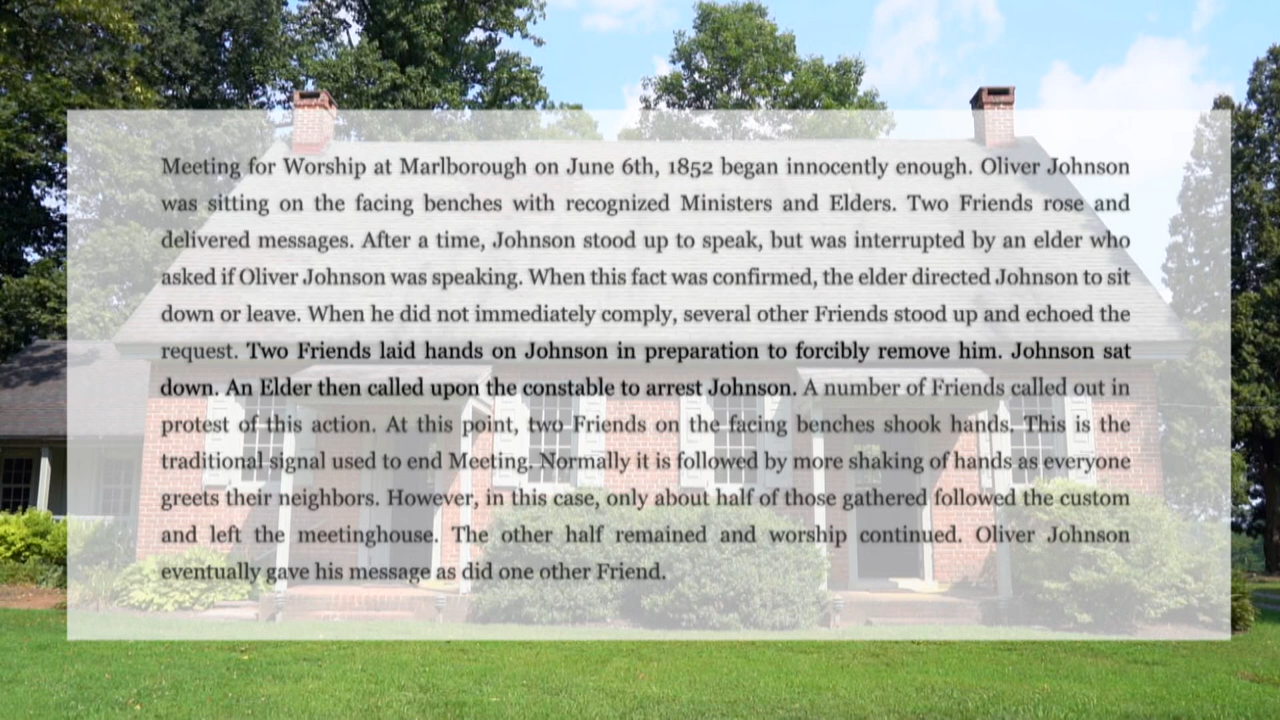 Meeting for Worship at Marlborough on June 6th, 1852 began innocently enough. Oliver Johnson
was sitting on the facing benches with recognized Ministers and Elders. Two Friends rose and
delivered messages. After a time, Johnson stood up to speak, but was interrupted by an elder who
asked if Oliver Johnson was speaking. When this fact was confirmed, the elder directed Johnson to sit
down or leave. When he did not immediately comply, several other Friends stood up and echoed the
request. Two Friends laid hands on Johnson in preparation to forcibly remove him. Johnson sat
down. An Elder then called upon the constable to arrest Johnson. A number of Friends called out in
protest of this action. At this point, two Friends on the facing benches shook hands. This is the
traditional signal used to end Meeting. Normally it is followed by more shaking of hands as everyone
greets their neighbors. However, in this case, only about half of those gathered followed the custom
and left the meetinghouse. The other half remained and worship continued. Oliver Johnson
eventually gave his message as did one other Friend.